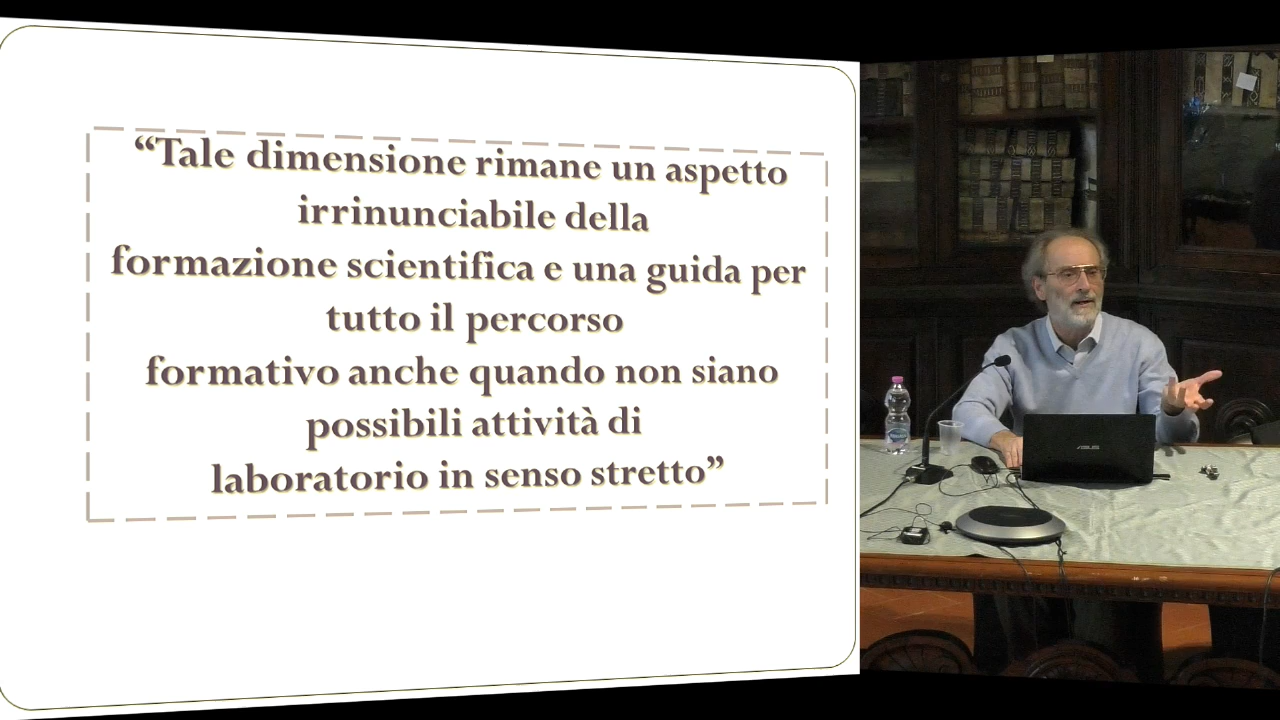 “Tale dimensione rimane un aspetto
irrinunciabile della
formazione scientifica e una guida per
tutto il percorso
formativo anche quando non siano
possibili attività di
laboratorio in senso stretto”
ASUS